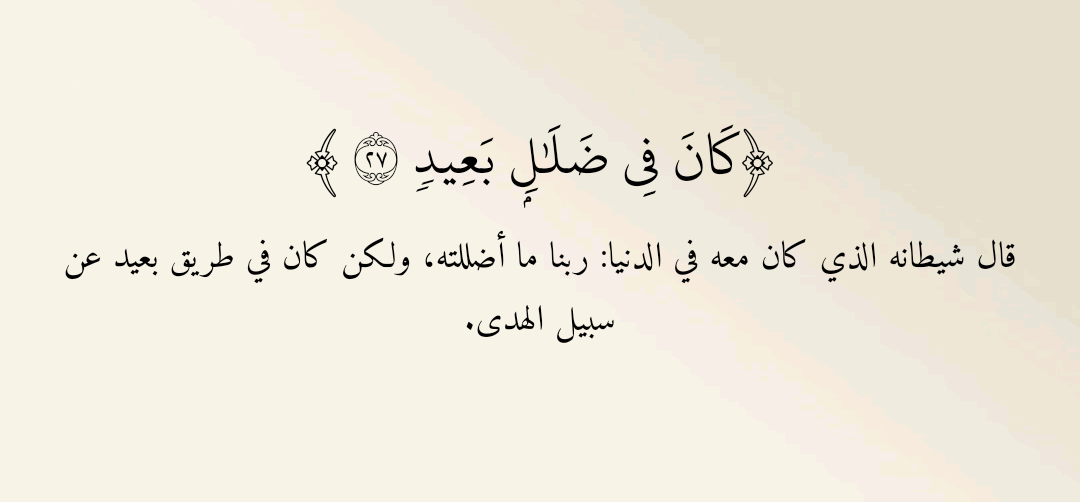 ﴿كَانَ فِى ضَلَـٰلِۭ بَعِيدٍۢ ٢٧﴾
قال شيطانه الذي كان معه في الدنيا: ربنا ما أضللته، ولكن كان في طريق بعيد عن
سبيل الهدى.